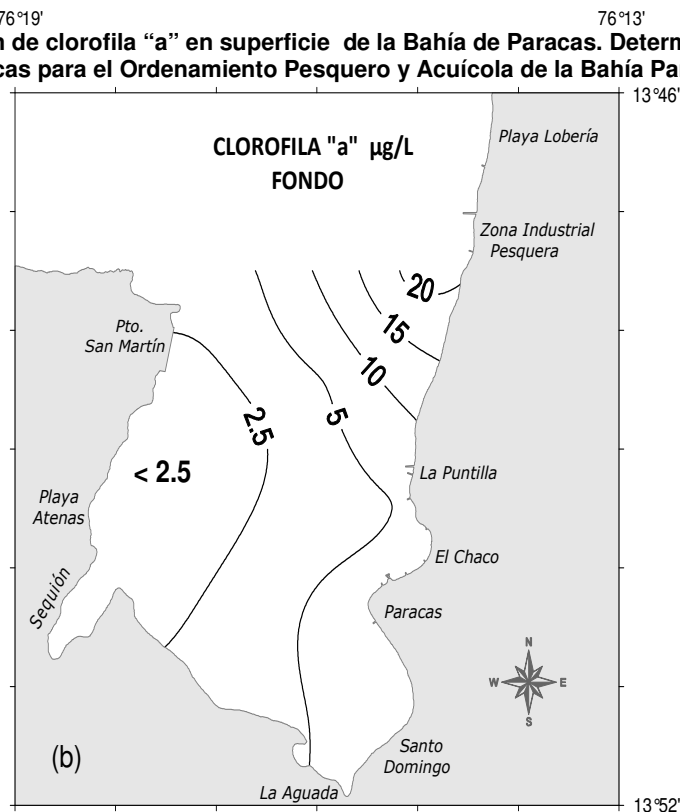 76°19' 76°13'
n de clorofila “a” en superficie de la Bahía de Paracas. Determ
cas para el Ordenamiento Pesquero y Acuícola de la Bahía Pa
13°46'
CLOROFILA "a" µg/L
FONDO
Playa Lobería
Zona Industrial
Pesquera
20
15
10
5
2.5
Pto.
San Martín
< 2.5
Playa
Atenas
Sequión
La Puntilla
El Chaco
Paracas
N
W E
S
Santo
Domingo
La Aguada
(b)
13°52'